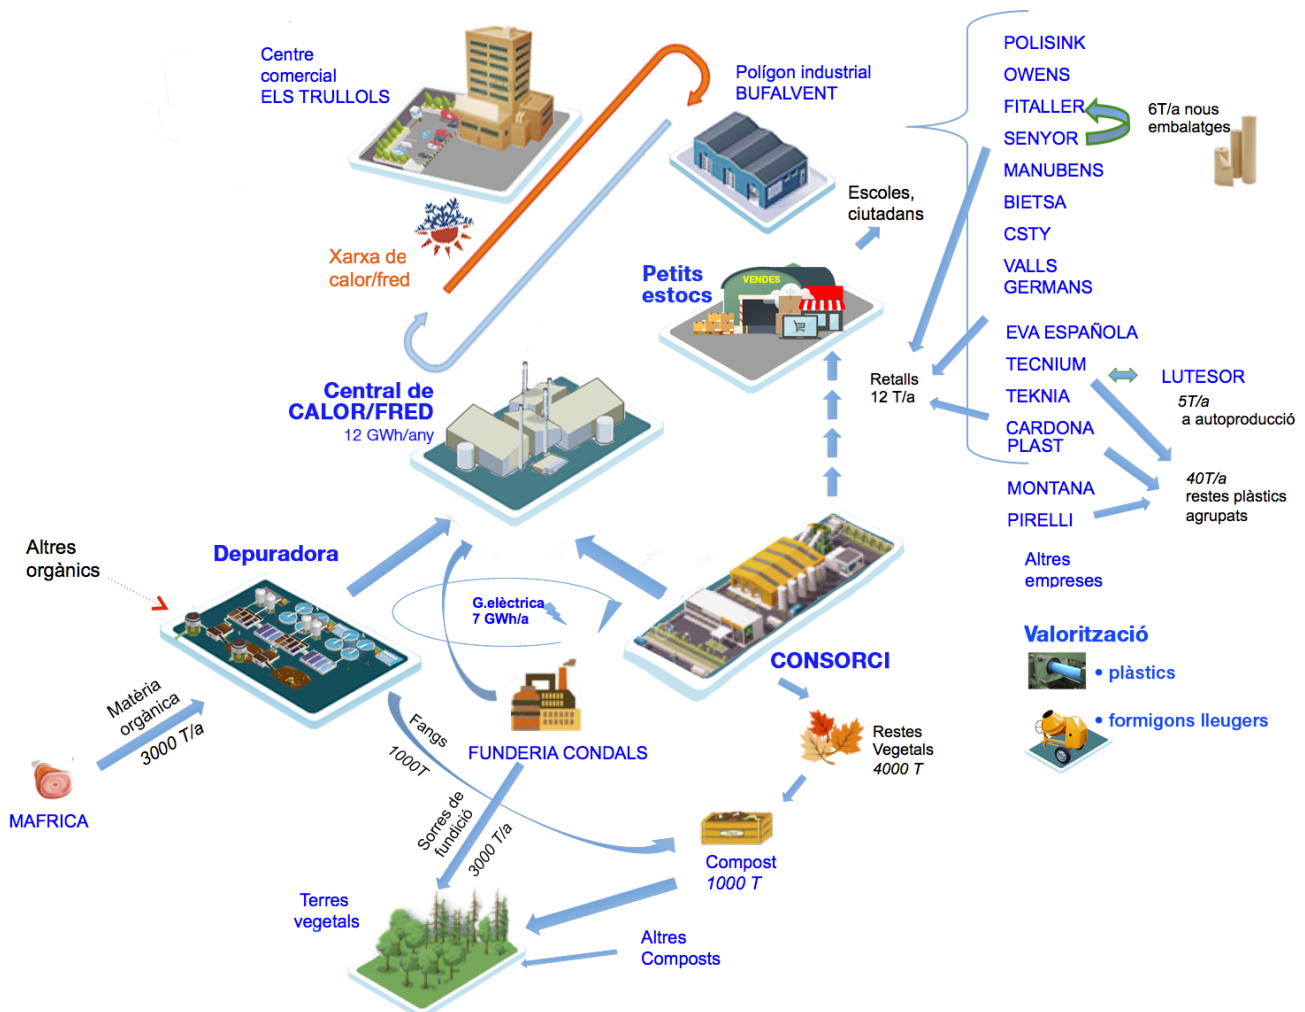 Centre
comercial
ELS TRULLOLS
Polígon industrial
BUFALVENT
POLISINK
OWENS
FITALLER
SENYOR
MANUBENS
BIETSA
CSTY
VALLS
GERMANS
EVA ESPAÑOLA
TECNIUM
TEKNIA
CARDONA
PLAST
MONTANA
PIRELLI
Altres
empreses
6T/a nous
embalatges
Escoles,
ciutadans
Xarxa de
calor/fred
Petits
estocs
VENDES
Retalls
12 T/a
LUTESOR
5T/a
a autoproducció
40T/a
restes plàstics
agrupats
Central de
CALOR/FRED
12 GWh/any
Altres
orgànics
Depuradora
G.elèctrica
7 GWh/a
CONSORCI
Valorització
• plàstics
• formigons lleugers
Matèria
orgànica
3000 T/a
MAFRICA
Fangs
1000T
FUNDERIA CONDALS
Restes
Vegetals
4000 T
Sorres de
fundició
3000 T/a
Compost
1000 T
Terres
vegetals
Altres
Composts